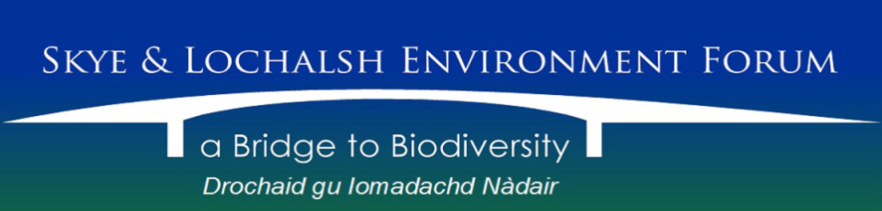 SKYE & LOCHALSH ENVIRONMENT FORUM
a Bridge to Biodiversity
Drochaid gu Iomadachd Nàdair